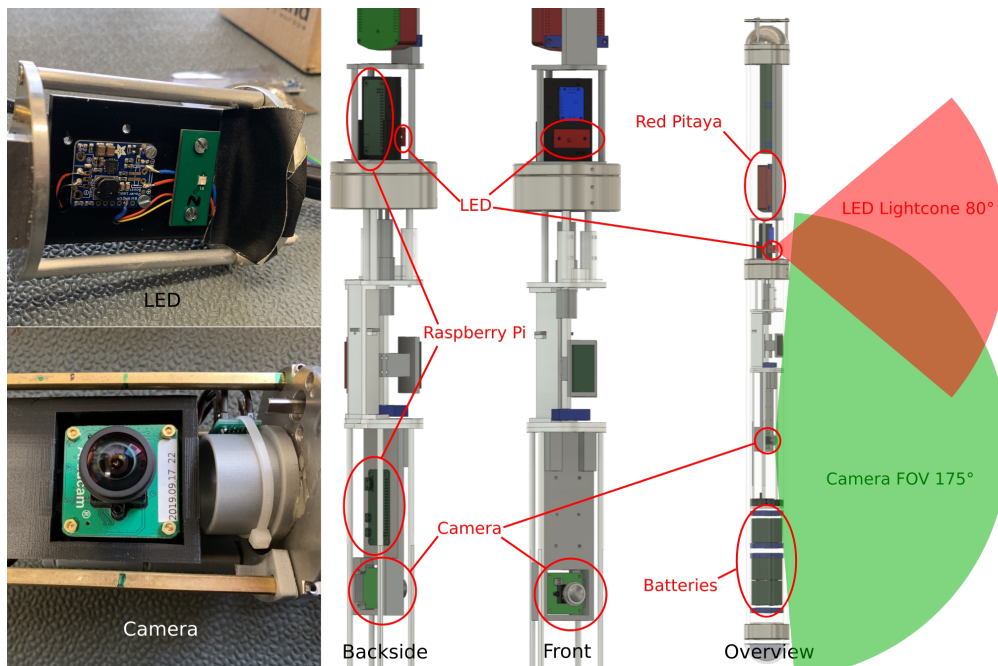 LED
2019.09.17 22
Camera
LED
Raspberry Pi
Camera
Backside
Front
Red Pitaya
LED Lightcone 80°
Camera FOV 175°
Batteries
Overview